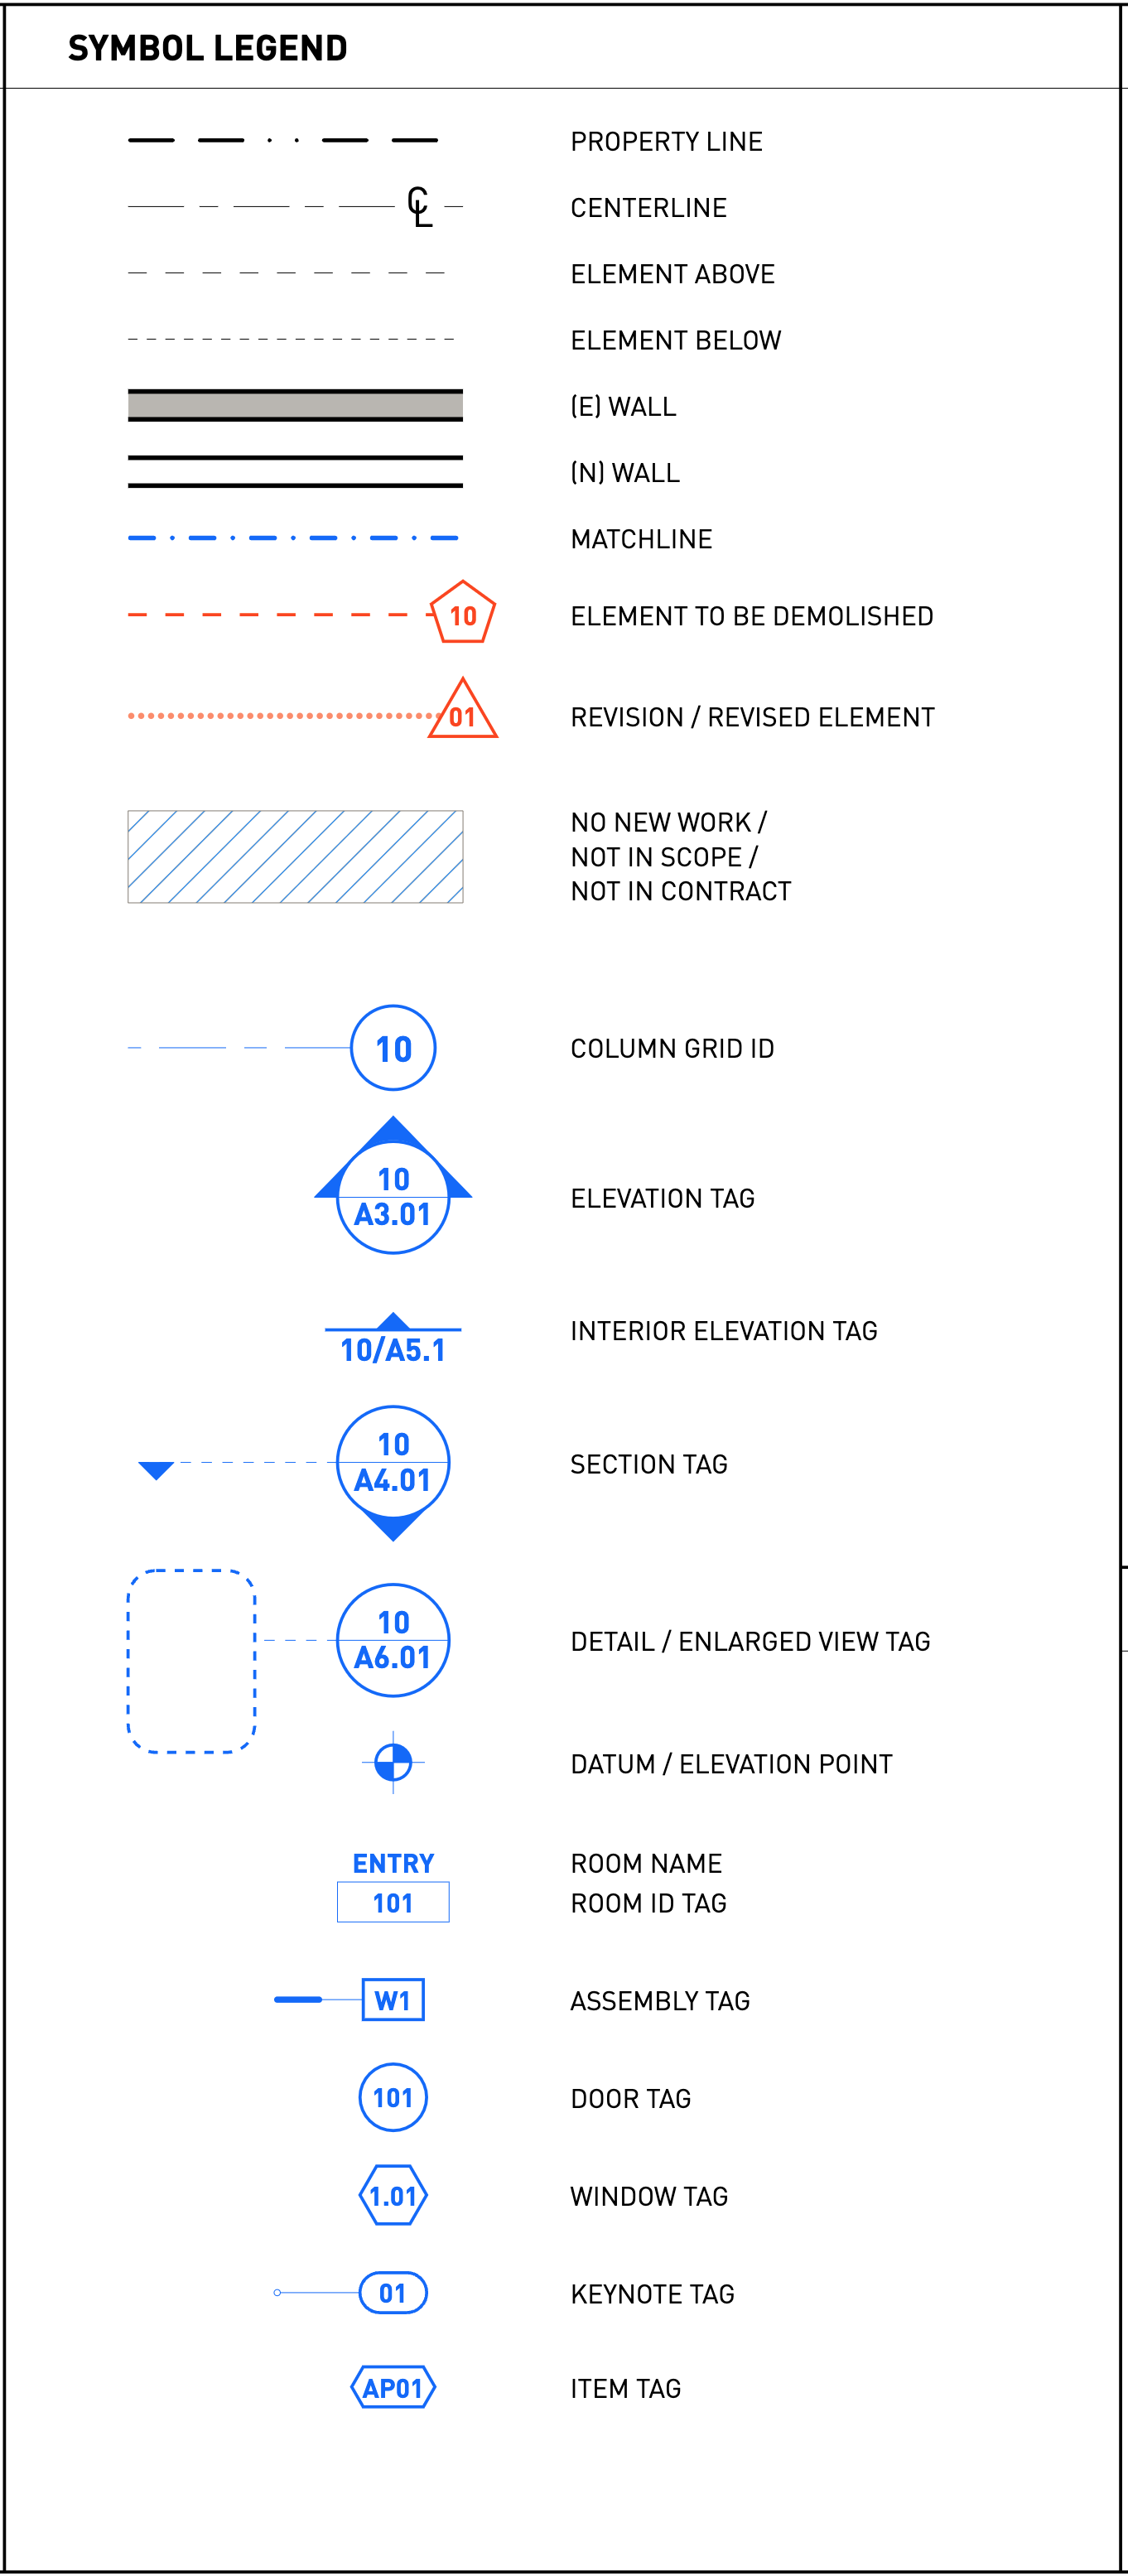 SYMBOL LEGEND
PROPERTY LINE
℄ CENTERLINE
ELEMENT ABOVE
ELEMENT BELOW
(E) WALL
(N) WALL
MATCHLINE
10 ELEMENT TO BE DEMOLISHED
01 REVISION / REVISED ELEMENT
NO NEW WORK /
NOT IN SCOPE /
NOT IN CONTRACT
10 COLUMN GRID ID
10
A3.01
ELEVATION TAG
10/A5.1
INTERIOR ELEVATION TAG
10
A4.01
SECTION TAG
10
A6.01
DETAIL / ENLARGED VIEW TAG
DATUM / ELEVATION POINT
ENTRY ROOM NAME
101 ROOM ID TAG
W1 ASSEMBLY TAG
101 DOOR TAG
1.01 WINDOW TAG
01 KEYNOTE TAG
AP01 ITEM TAG